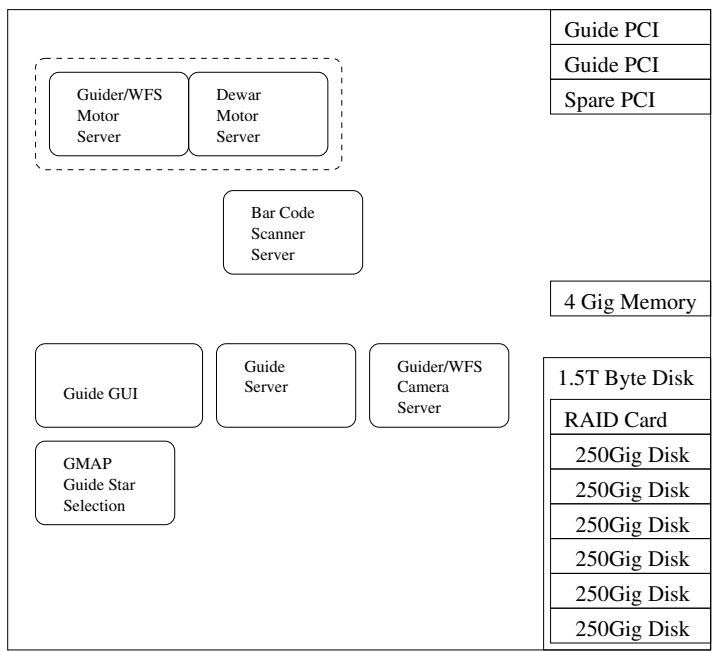 Guide PCI
Guide PCI
Spare PCI
Guider/WFS
Motor
Server
Dewar
Motor
Server
Bar Code
Scanner
Server
4 Gig Memory
Guide GUI
Guide
Server
Guider/WFS
Camera
Server
GMAP
Guide Star
Selection
1.5T Byte Disk
RAID Card
250Gig Disk
250Gig Disk
250Gig Disk
250Gig Disk
250Gig Disk
250Gig Disk